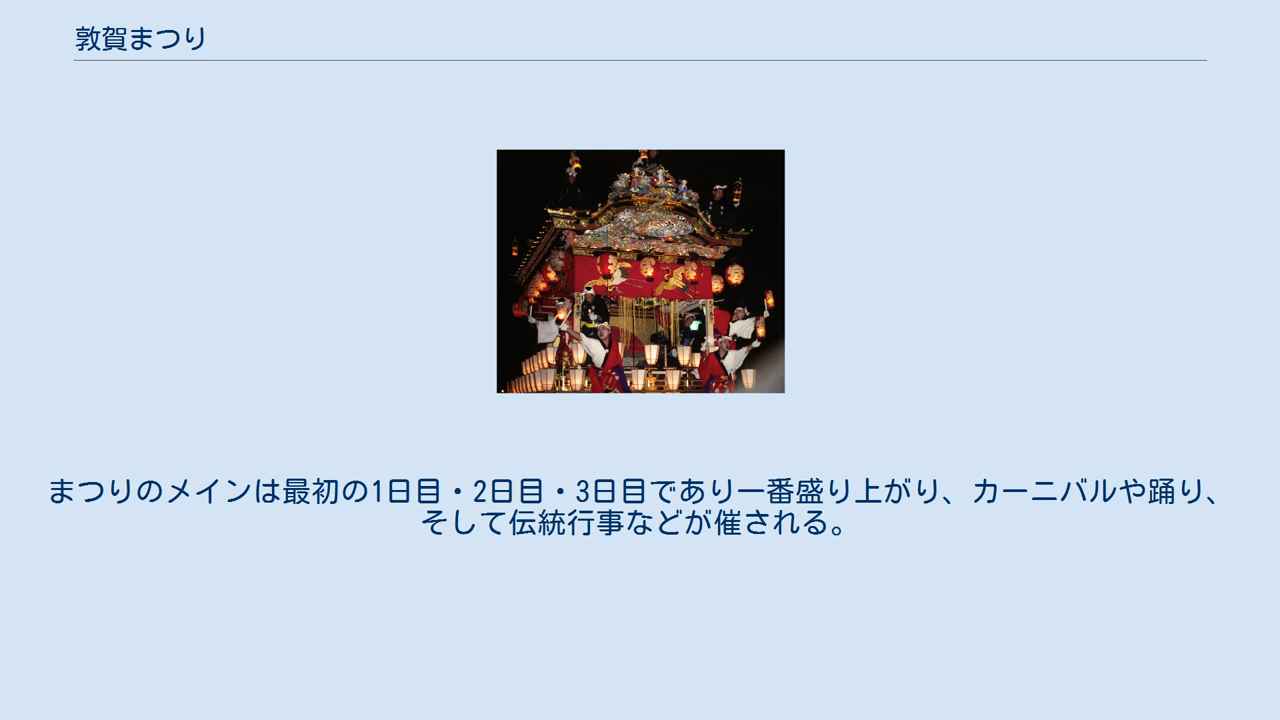 敦賀まつり
まつりのメインは最初の1日目・2日目・3日目であり一番盛り上がり、カーニバルや踊り、
そして伝統行事などが催される。